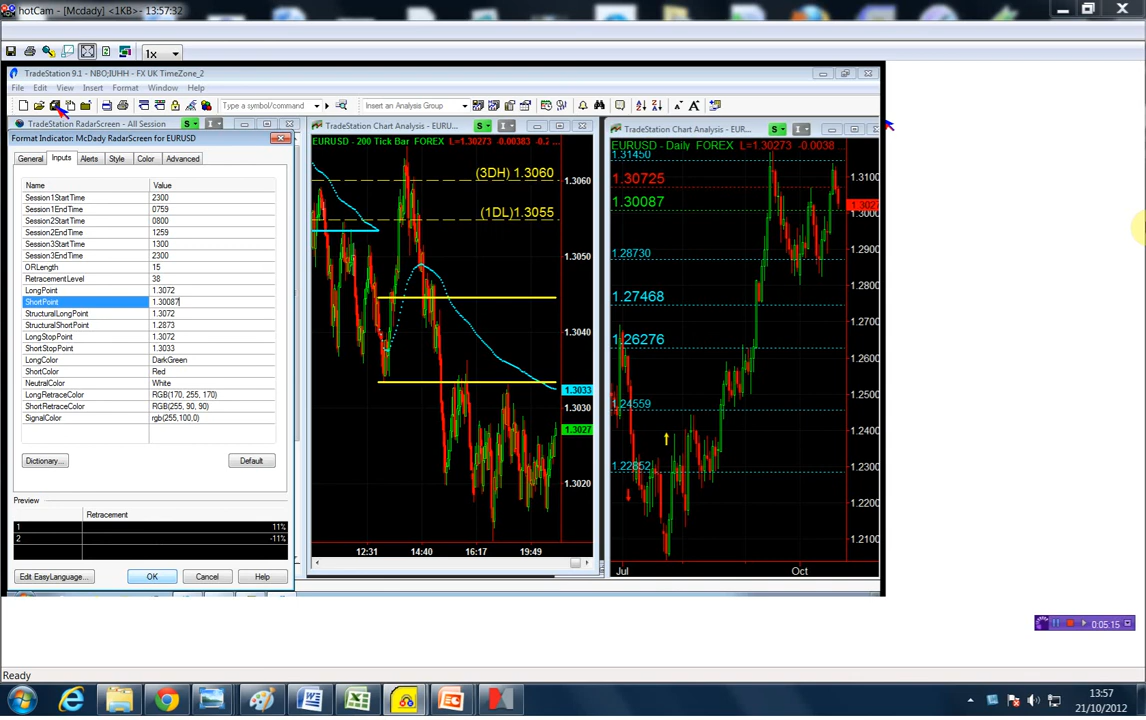 hotCam - [Mcdady] <1KB> - 13:57:32
1x
TradeStation 9.1 - NBO;IUHH - FX UK TimeZone_2
File Edit View Insert Format Window Help
Type a symbol/command
Insert an Analysis Group
TradeStation RadarScreen - All Session
S
I
Format Indicator: McDady RadarScreen for EURUSD
General Inputs Alerts Style Color Advanced
Name Value
Session1StartTime 2300
Session1EndTime 0759
Session2StartTime 0800
Session2EndTime 1259
Session3StartTime 1300
Session3EndTime 2300
ORLength 15
RetracementLevel 38
LongPoint 1.3072
ShortPoint 1.30087
StructuralLongPoint 1.3072
StructuralShortPoint 1.2873
LongStopPoint 1.3072
ShortStopPoint 1.3033
LongColor DarkGreen
ShortColor Red
NeutralColor White
LongRetraceColor RGB(170, 255, 170)
ShortRetraceColor RGB(255, 90, 90)
SignalColor rgb(255,100,0)
Dictionary... Default
Preview
Retracement
1 11%
2 -11%
Edit EasyLanguage... OK Cancel Help
TradeStation Chart Analysis - EURU...
S
I
EURUSD - 200 Tick Bar FOREX L=1.30273 -0.00383 -0.2 ...
(3DH) 1.3060
(1DL)1.3055
1.3060
1.3050
1.3040
1.3033
1.3030
1.3027
1.3020
12:31 14:40 16:17 19:49
TradeStation Chart Analysis - EUR...
S
I
EURUSD - Daily FOREX L=1.30273 -0.0038
1.31450
1.30725
1.30087
1.28730
1.27468
1.26276
1.24559
1.22852
1.3100
1.3027
1.3000
1.2900
1.2800
1.2700
1.2600
1.2500
1.2400
1.2300
1.2200
1.2100
Jul Oct
0:05:15
Ready
13:57
21/10/2012